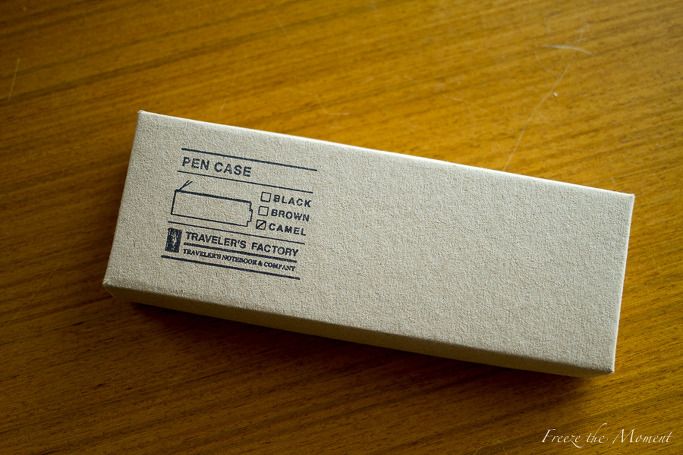 PEN CASE
BLACK
BROWN
CAMEL
TRAVELER'S FACTORY
TRAVELER'S NOTEBOOK & COMPANY
Freeze the Moment